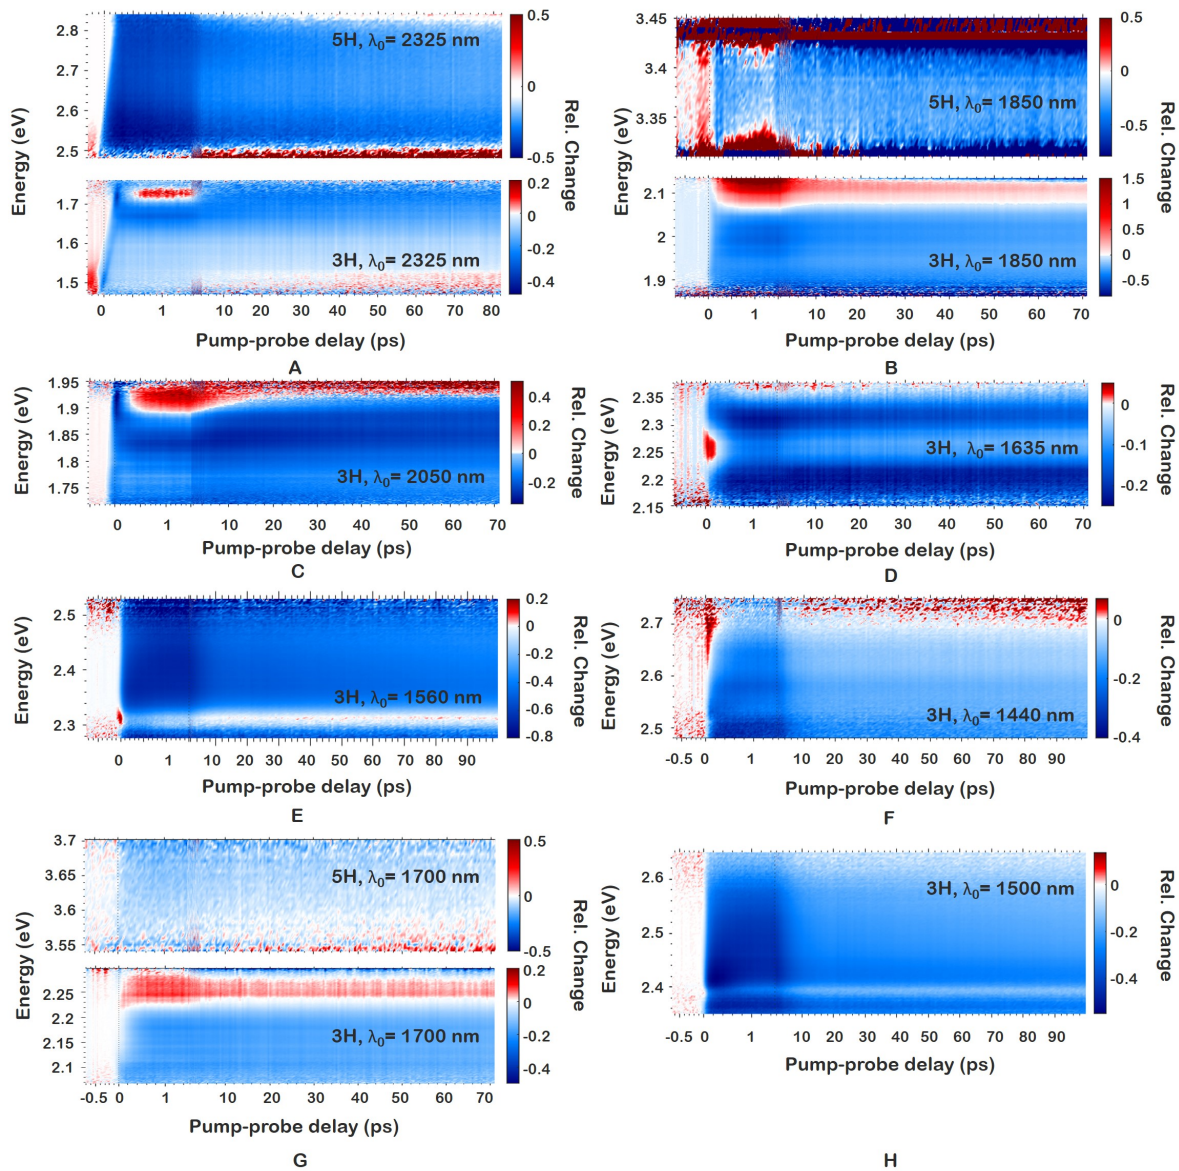 2.8
2.7
2.6
2.5
5H, λ0= 2325 nm
0.5
0
-0.5
1.7
1.6
1.5
3H, λ0= 2325 nm
0.2
0
-0.2
-0.4
Energy (eV)
Rel. Change
0 1 10 20 30 40 50 60 70 80
Pump-probe delay (ps)
A
3.45
3.4
3.35
5H, λ0= 1850 nm
0.5
0
-0.5
2.1
2
1.9
3H, λ0= 1850 nm
1.5
1
0.5
0
-0.5
Energy (eV)
Rel. Change
0 1 10 20 30 40 50 60 70
Pump-probe delay (ps)
B
1.95
1.9
1.85
1.8
1.75
Energy (eV)
3H, λ0= 2050 nm
0.4
0.2
0
-0.2
Rel. Change
0 1 10 20 30 40 50 60 70
Pump-probe delay (ps)
C
2.35
2.3
2.25
2.2
2.15
Energy (eV)
3H, λ0= 1635 nm
0
-0.1
-0.2
Rel. Change
0 1 10 20 30 40 50 60 70
Pump-probe delay (ps)
D
2.5
2.4
2.3
Energy (eV)
3H, λ0= 1560 nm
0.2
0
-0.2
-0.4
-0.6
-0.8
Rel. Change
0 1 10 20 30 40 50 60 70 80 90
Pump-probe delay (ps)
E
2.7
2.6
2.5
Energy (eV)
3H, λ0= 1440 nm
0
-0.2
-0.4
Rel. Change
-0.5 0 1 10 20 30 40 50 60 70 80 90
Pump-probe delay (ps)
F
3.7
3.65
3.6
3.55
5H, λ0= 1700 nm
0.5
0
-0.5
2.25
2.2
2.15
2.1
3H, λ0= 1700 nm
0.2
0
-0.2
-0.4
Energy (eV)
Rel. Change
-0.5 0 1 10 20 30 40 50 60 70
Pump-probe delay (ps)
G
2.6
2.5
2.4
Energy (eV)
3H, λ0= 1500 nm
0
-0.2
-0.4
Rel. Change
-0.5 0 1 10 20 30 40 50 60 70 80 90
Pump-probe delay (ps)
H